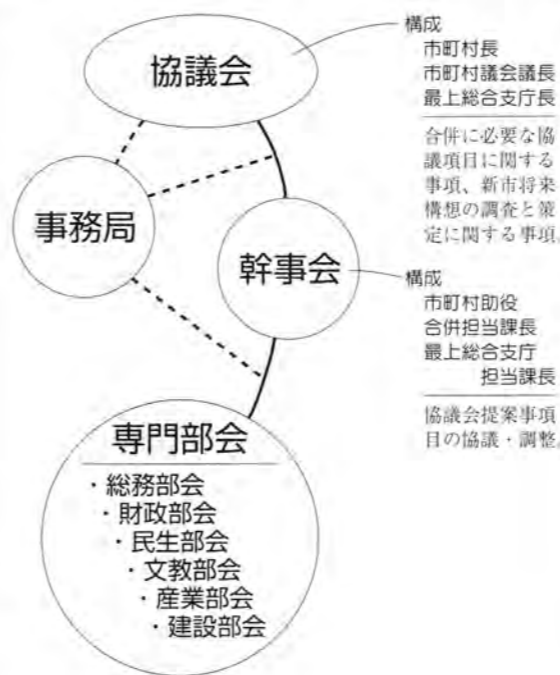 協議会
構成
市町村長
市町村議会議長
最上総合支庁長
合併に必要な協
議項目に関する
事項、新市将来
構想の調査と策
定に関する事項。
事務局
幹事会
構成
市町村助役
合併担当課長
最上総合支庁
担当課長
協議会提案事項
目の協議・調整。
専門部会
・総務部会
・財政部会
・民生部会
・文教部会
・産業部会
・建設部会